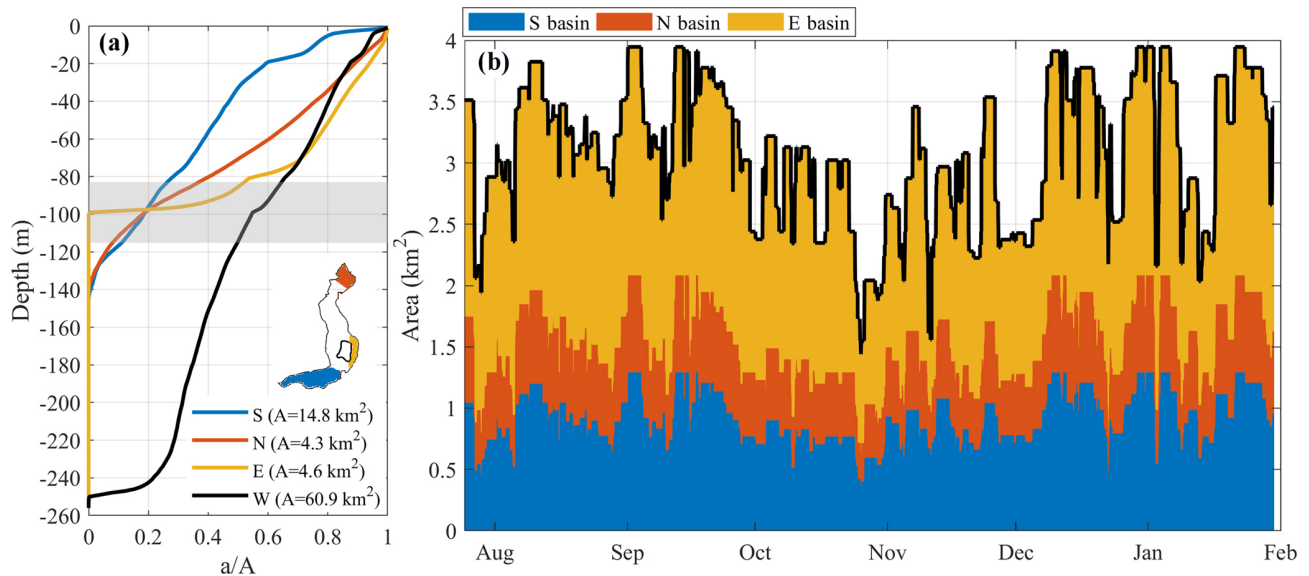 S basin N basin E basin
(a)
0
-20
-40
-60
-80
-100
-120
-140
-160
-180
-200
-220
-240
-260
Depth (m)
S (A=14.8 km²)
N (A=4.3 km²)
E (A=4.6 km²)
W (A=60.9 km²)
0 0.2 0.4 0.6 0.8 1
a/A
(b)
4
3.5
3
2.5
2
1.5
1
0.5
0
Area (km²)
Aug Sep Oct Nov Dec Jan Feb